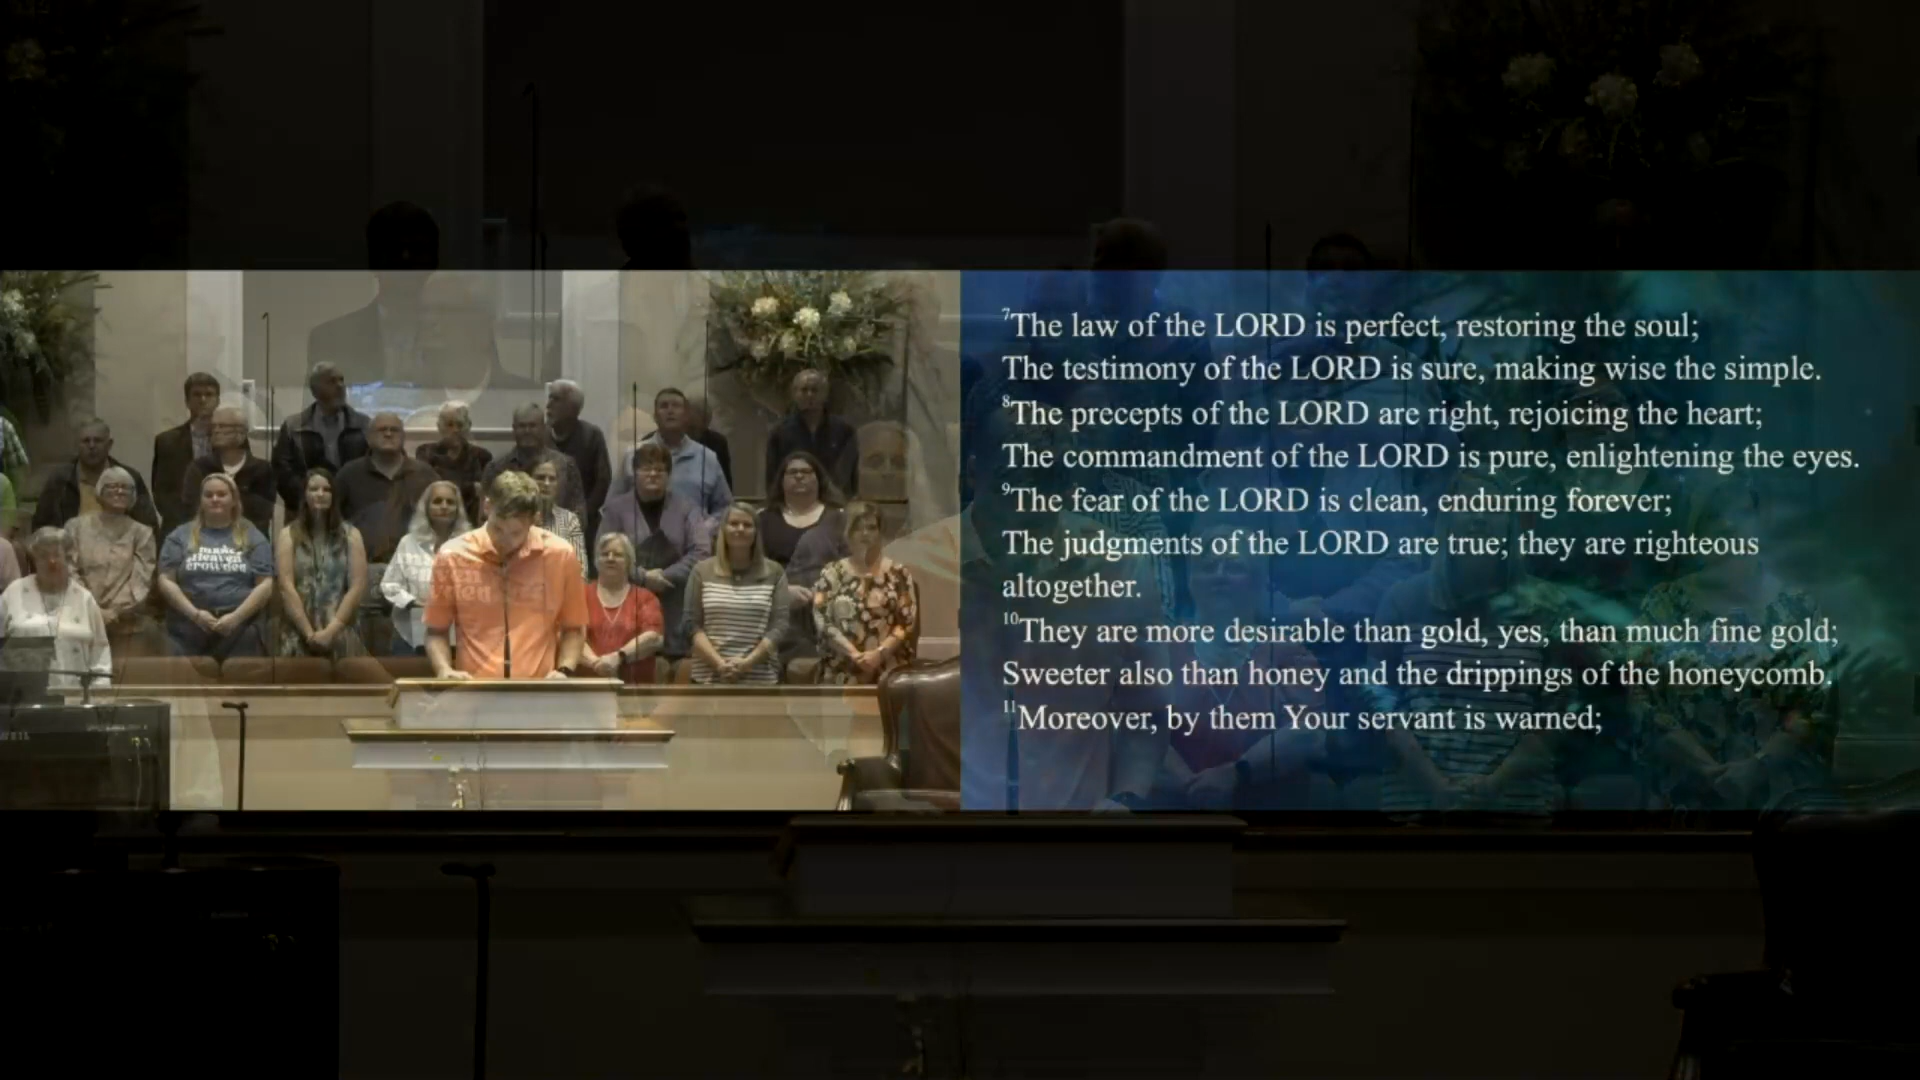 ⁷The law of the LORD is perfect, restoring the soul;
The testimony of the LORD is sure, making wise the simple.
⁸The precepts of the LORD are right, rejoicing the heart;
The commandment of the LORD is pure, enlightening the eyes.
⁹The fear of the LORD is clean, enduring forever;
The judgments of the LORD are true; they are righteous
altogether.
¹⁰They are more desirable than gold, yes, than much fine gold;
Sweeter also than honey and the drippings of the honeycomb.
¹¹Moreover, by them Your servant is warned;
make
heaven
crowded